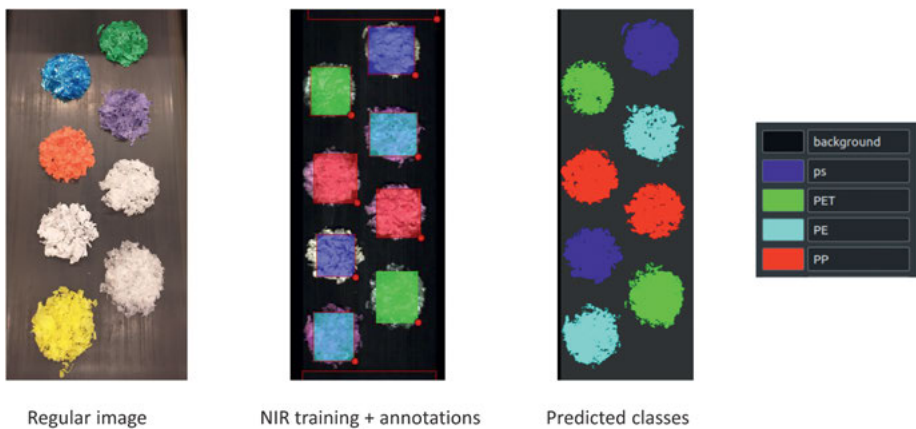 background
ps
PET
PE
PP
Regular image
NIR training + annotations
Predicted classes